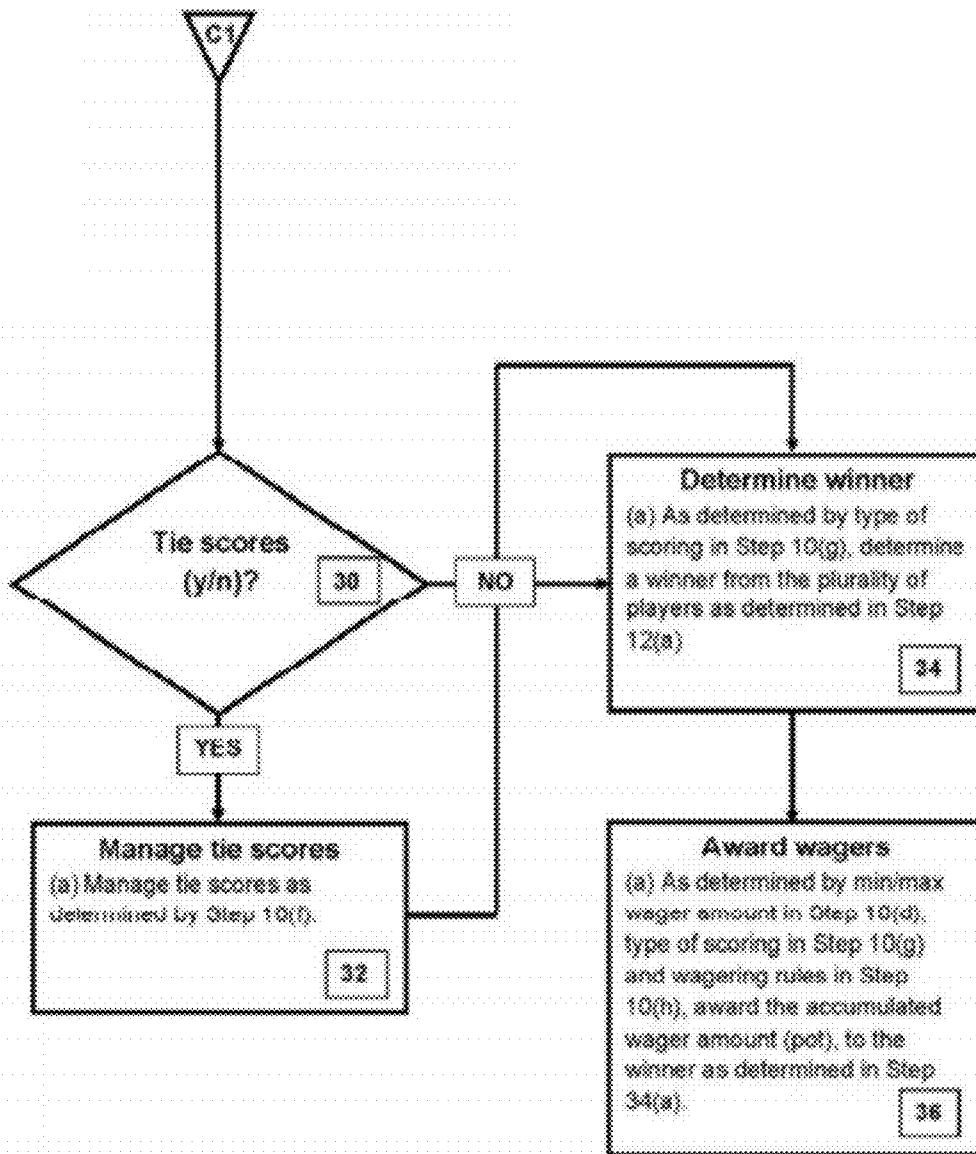 C1
Tie scores
(y/n)?
30
NO
YES
Manage tie scores
(a) Manage tie scores as
determined by Step 10(f).
32
Determine winner
(a) As determined by type of
scoring in Step 10(g), determine
a winner from the plurality of
players as determined in Step
12(a)
34
Award wagers
(a) As determined by min/max
wager amount in Step 10(d),
type of scoring in Step 10(g)
and wagering rules in Step
10(h), award the accumulated
wager amount (pot), to the
winner as determined in Step
34(a).
36